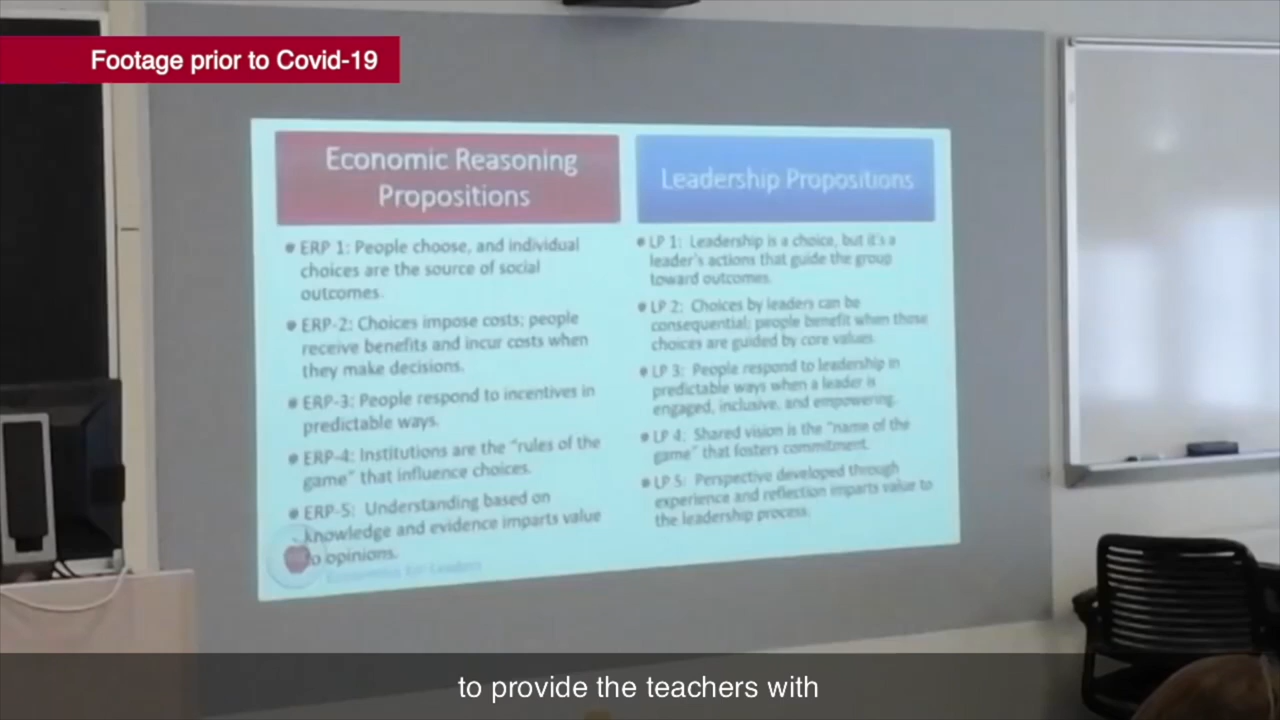 Footage prior to Covid-19
Economic Reasoning
Propositions
ERP 1: People choose, and individual
choices are the source of social
outcomes.
ERP-2: Choices impose costs; people
receive benefits and incur costs when
they make decisions.
ERP-3: People respond to incentives in
predictable ways.
ERP-4: Institutions are the "rules of the
game" that influence choices.
ERP-5: Understanding based on
knowledge and evidence imparts value
o opinions.
Economics for Leaders
Leadership Propositions
LP 1: Leadership is a choice, but it's a
leader's actions that guide the group
toward outcomes.
LP 2: Choices by leaders can be
consequential; people benefit when those
choices are guided by core values.
LP 3: People respond to leadership in
predictable ways when a leader is
engaged, inclusive, and empowering.
LP 4: Shared vision is the "name of the
game" that fosters commitment.
LP 5: Perspective developed through
experience and reflection imparts value to
the leadership process.
to provide the teachers with